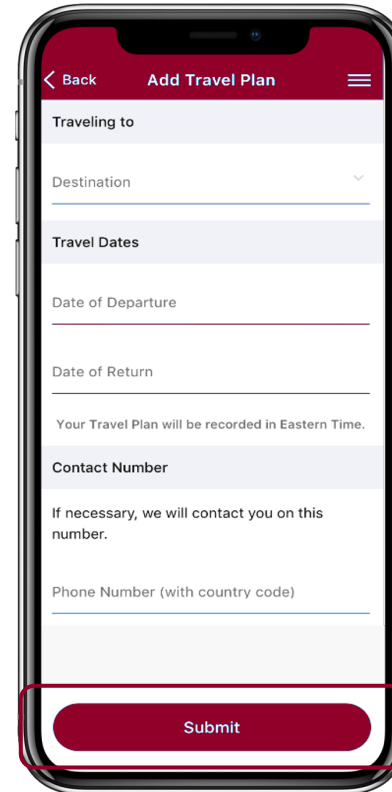 Back Add Travel Plan
Traveling to
Destination
Travel Dates
Date of Departure
Date of Return
Your Travel Plan will be recorded in Eastern Time.
Contact Number
If necessary, we will contact you on this
number.
Phone Number (with country code)
Submit